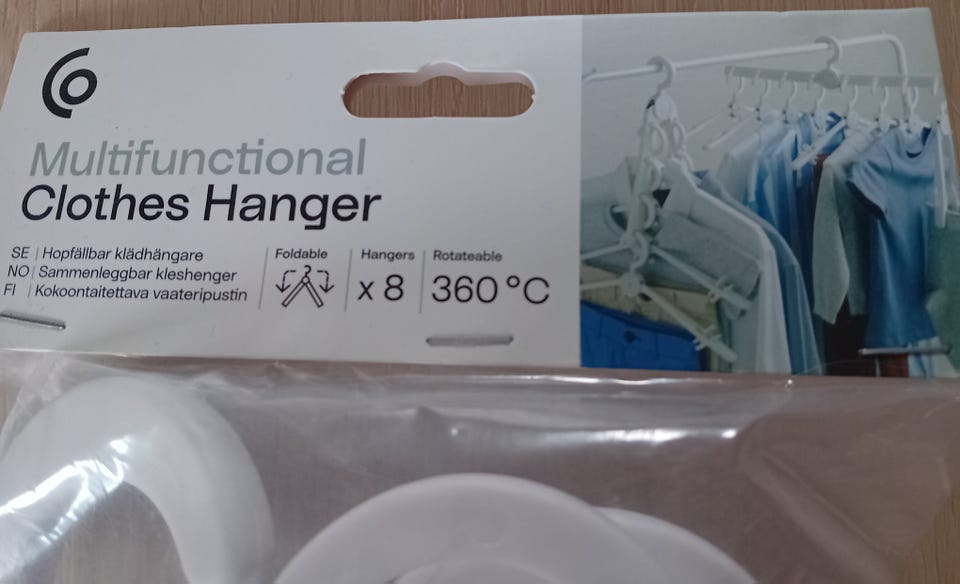 Multifunctional
Clothes Hanger
SE | Hopfällbar klädhängare
NO | Sammenleggbar kleshenger
FI | Kokoontaitettava vaateripustin
Foldable
Hangers
x 8
Rotateable
360 °C